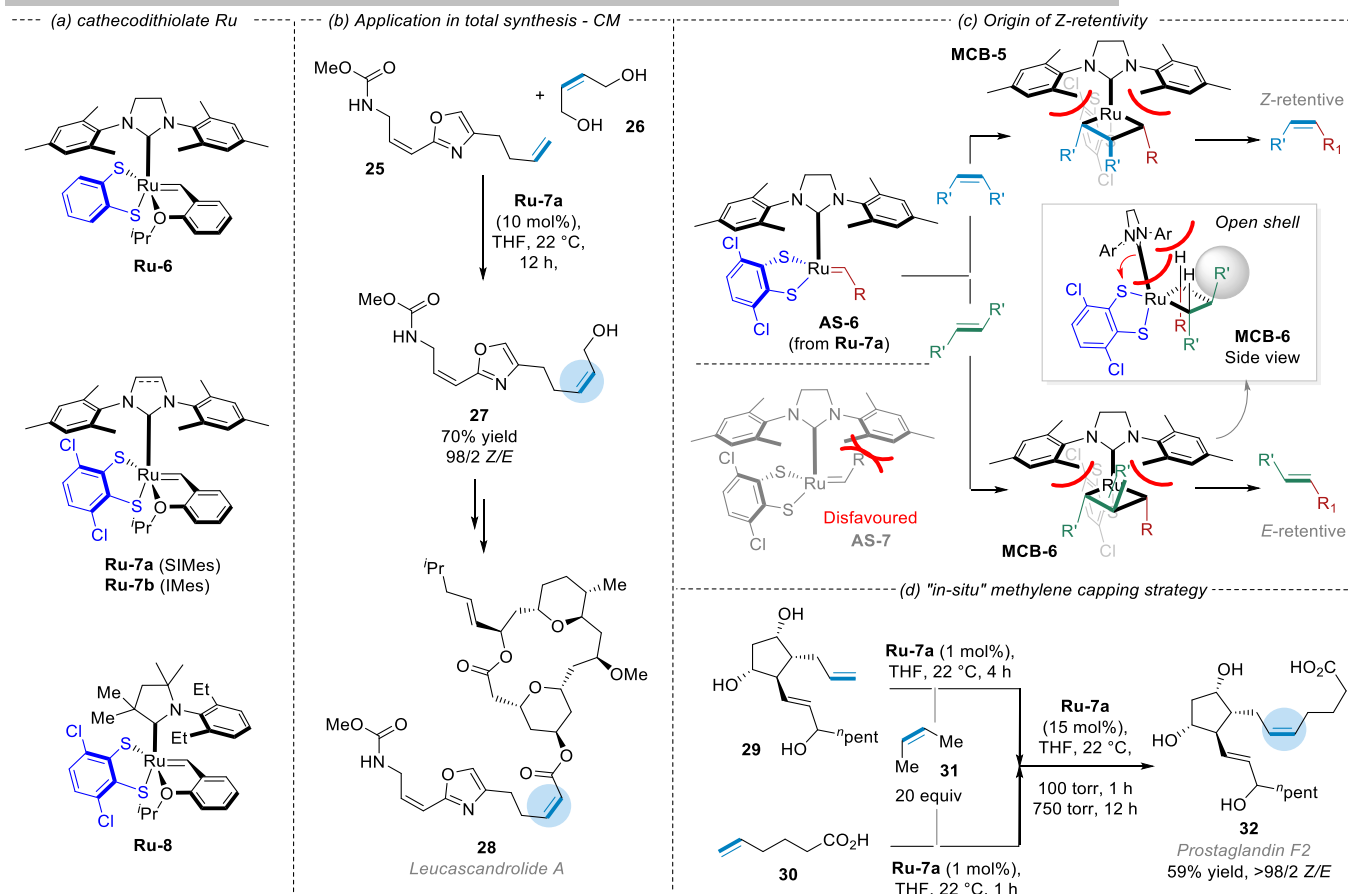 (a) cathecodithiolate Ru
N
N
S
Ru
S
O
iPr
Ru-6
N
N
Cl
S
Ru
S
O
iPr
Cl
Ru-7a (SIMes)
Ru-7b (IMes)
Me
Me
Et
N
Et
Cl
S
Ru
S
O
iPr
Cl
Ru-8
(b) Application in total synthesis - CM
MeO
O
HN
O
N
25
+
OH
OH
26
Ru-7a
(10 mol%),
THF, 22 °C,
12 h,
MeO
O
HN
O
N
OH
27
70% yield
98/2 Z/E
iPr
Me
O
O
O
OMe
O
MeO
O
HN
O
N
O
O
28
Leucascandrolide A
(c) Origin of Z-retentivity
N
N
Cl
S
Ru
S
R
Cl
AS-6
(from Ru-7a)
N
N
Cl
S
Ru
S
R
Cl
Disfavoured
AS-7
R'
R'
R'
R'
MCB-5
N
N
Cl
S
Ru
S
R'
R'
R
Cl
Z-retentive
R'
R1
Open shell
Ar
N
N
Ar
H
H
R'
Cl
S
Ru
S
R
R'
Cl
MCB-6
Side view
N
N
Cl
R'
Ru
S
R'
R
Cl
MCB-6
R'
R1
E-retentive
(d) "in-situ" methylene capping strategy
OH
HO
HO
npent
29
Ru-7a (1 mol%),
THF, 22 °C, 4 h
Me
Me
31
20 equiv
CO2H
30
Ru-7a (1 mol%),
THF, 22 °C, 1 h
Ru-7a
(15 mol%),
THF, 22 °C,
100 torr, 1 h
750 torr, 12 h
OH
HO2C
HO
HO
npent
32
Prostaglandin F2
59% yield, >98/2 Z/E